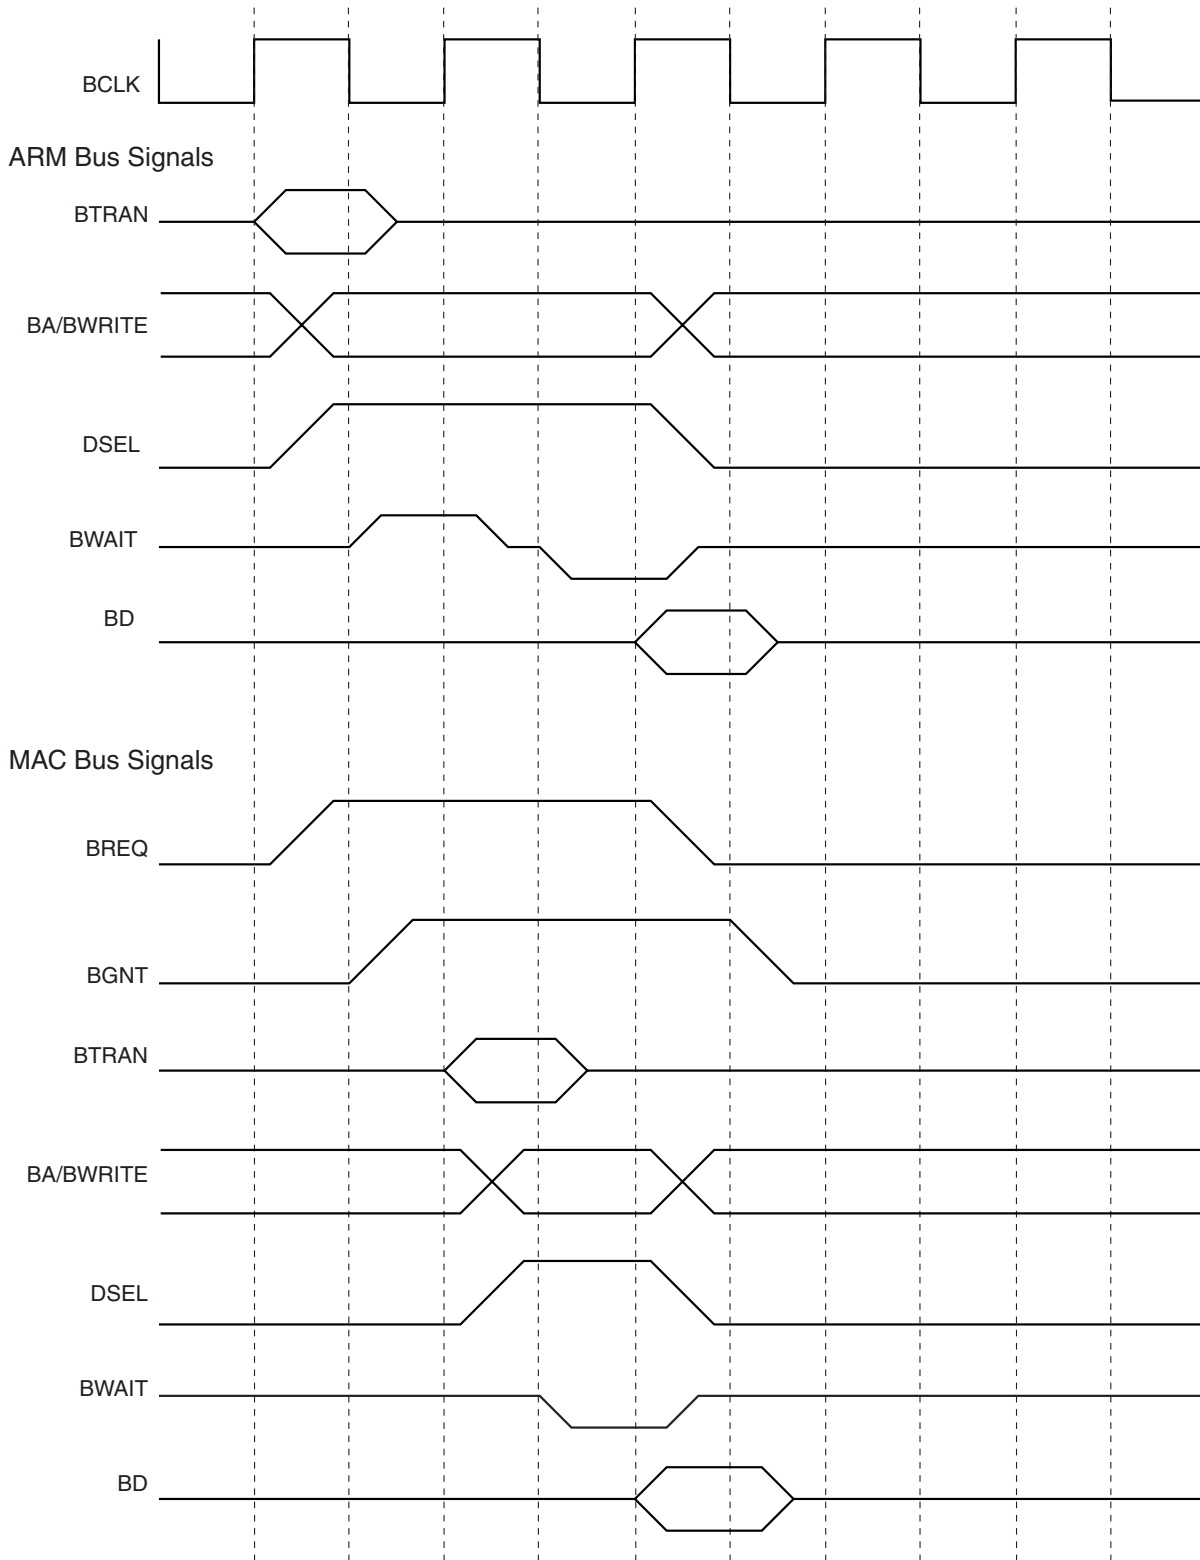 BCLK
ARM Bus Signals
BTRAN
BA/BWRITE
DSEL
BWAIT
BD
MAC Bus Signals
BREQ
BGNT
BTRAN
BA/BWRITE
DSEL
BWAIT
BD